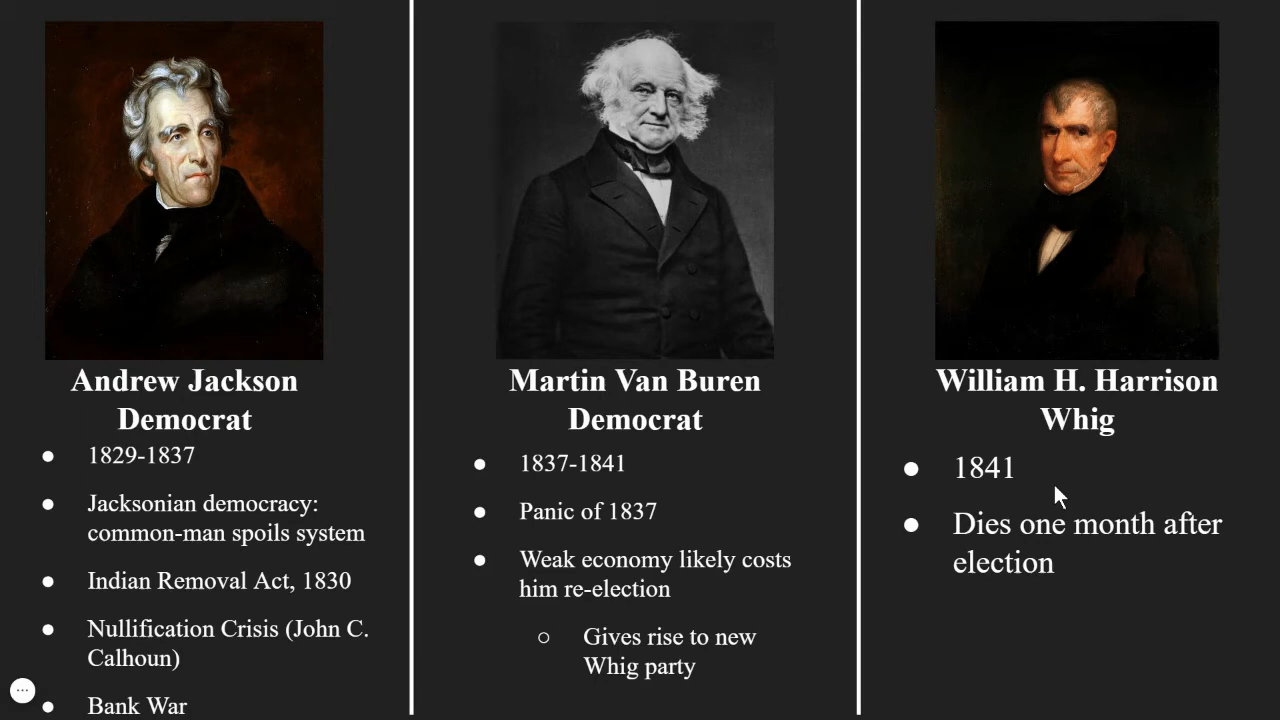 Andrew Jackson
Democrat
● 1829-1837
● Jacksonian democracy:
common-man spoils system
● Indian Removal Act, 1830
● Nullification Crisis (John C.
Calhoun)
● Bank War
Martin Van Buren
Democrat
● 1837-1841
● Panic of 1837
● Weak economy likely costs
him re-election
○ Gives rise to new
Whig party
William H. Harrison
Whig
● 1841
● Dies one month after
election